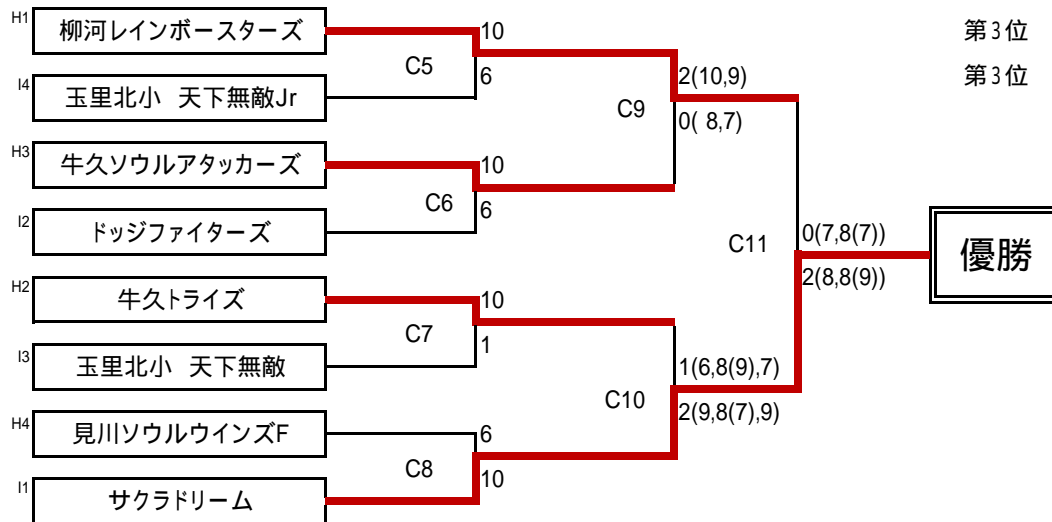 H1
柳河レインボースターズ
10
第3位
C5
2(10,9)
第3位
I4
玉里北小 天下無敵Jr
6
C9
0( 8,7)
H3
牛久ソウルアタッカーズ
10
C6
6
I2
ドッジファイターズ
C11
0(7,8(7))
優勝
2(8,8(9))
H2
牛久トライズ
10
C7
1
I3
玉里北小 天下無敵
1(6,8(9),7)
C10
2(9,8(7),9)
H4
見川ソウルウインズF
6
C8
10
I1
サクラドリーム